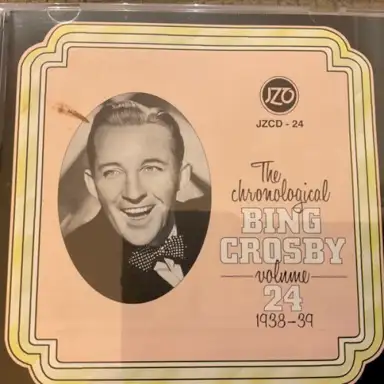 JZO
JZCD - 24
The
chronological
BING
CROSBY
volume
24
1938-39